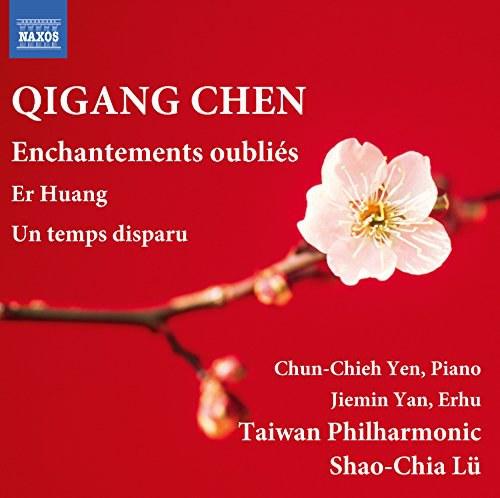 NAXOS
QIGANG CHEN
Enchantements oubliés
Er Huang
Un temps disparu
Chun-Chieh Yen, Piano
Jiemin Yan, Erhu
Taiwan Philharmonic
Shao-Chia Lü